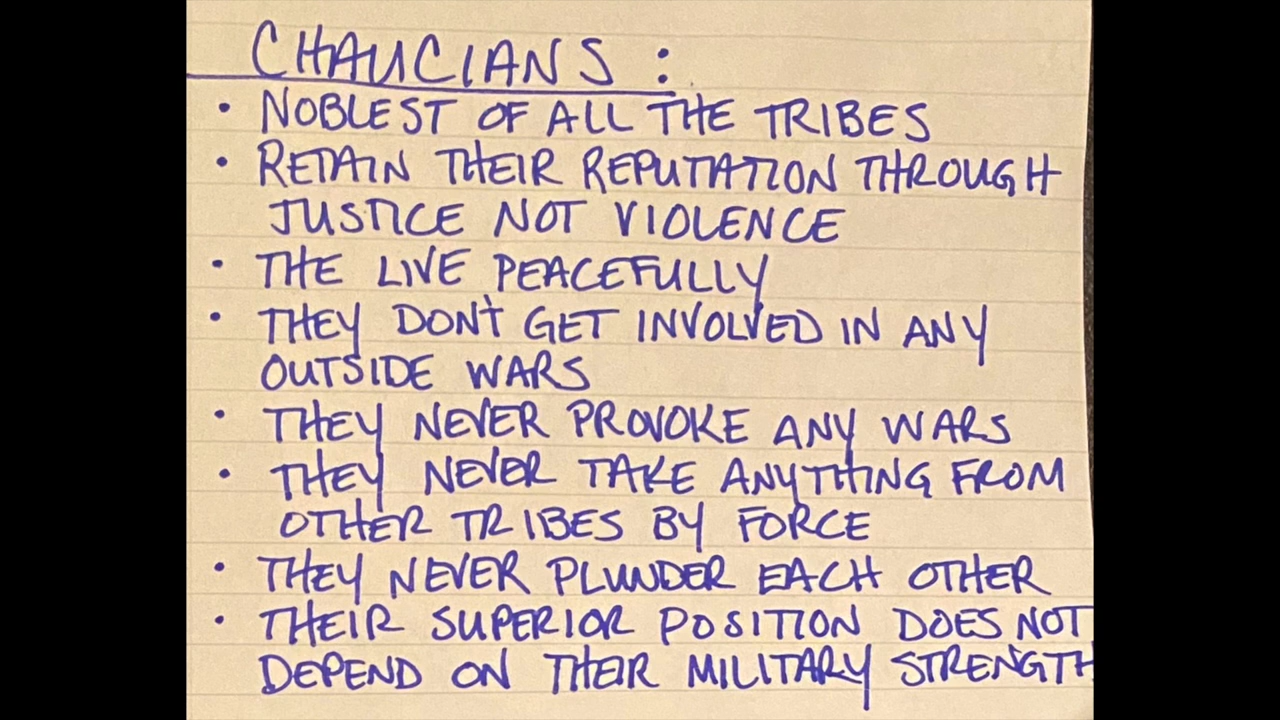 CHAUCIANS :
• NOBLEST OF ALL THE TRIBES
• RETAIN THEIR REPUTATION THROUGH
JUSTICE NOT VIOLENCE
• THE LIVE PEACEFULLY
• THEY DON'T GET INVOLVED IN ANY
OUTSIDE WARS
• THEY NEVER PROVOKE ANY WARS
• THEY NEVER TAKE ANYTHING FROM
OTHER TRIBES BY FORCE
• THEY NEVER PLUNDER EACH OTHER
• THEIR SUPERIOR POSITION DOES NOT
DEPEND ON THEIR MILITARY STRENGTH